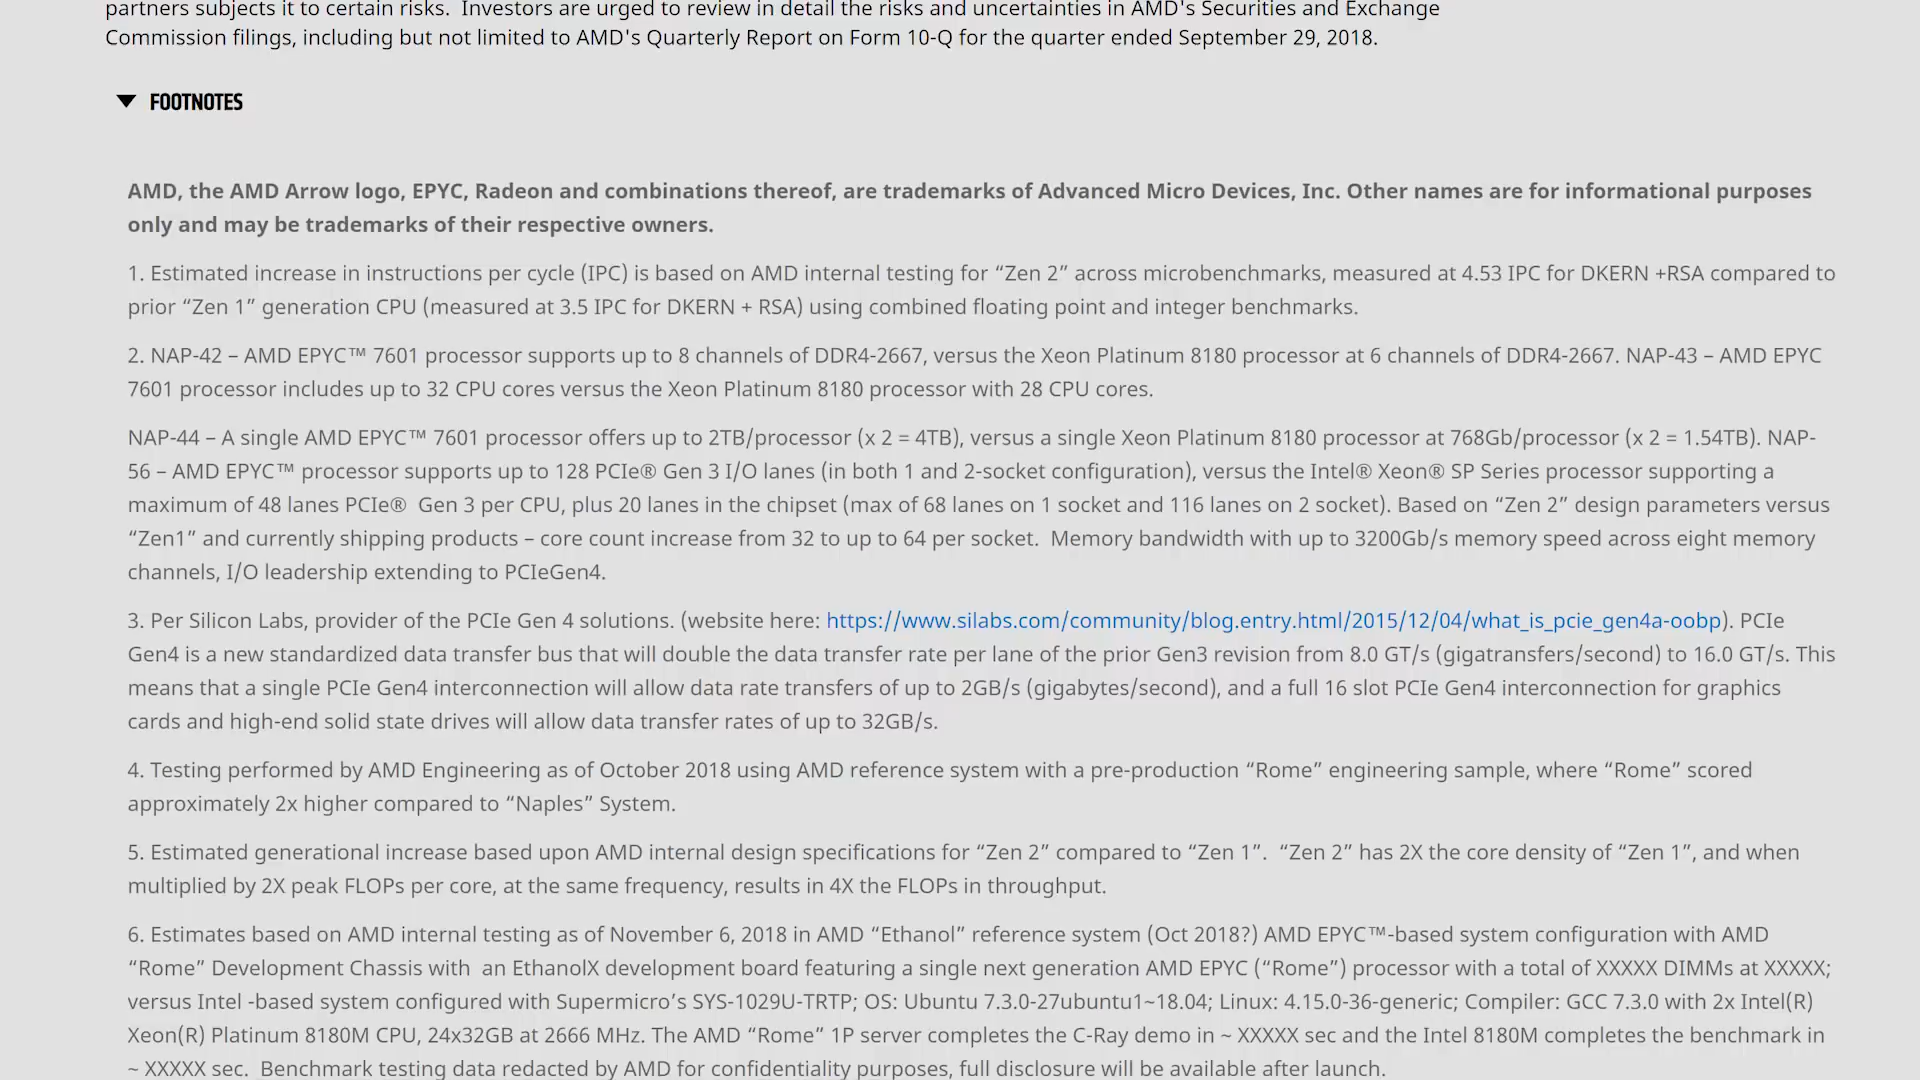 partners subjects it to certain risks.  Investors are urged to review in detail the risks and uncertainties in AMD's Securities and Exchange
Commission filings, including but not limited to AMD's Quarterly Report on Form 10-Q for the quarter ended September 29, 2018.
FOOTNOTES
AMD, the AMD Arrow logo, EPYC, Radeon and combinations thereof, are trademarks of Advanced Micro Devices, Inc. Other names are for informational purposes
only and may be trademarks of their respective owners.
1. Estimated increase in instructions per cycle (IPC) is based on AMD internal testing for “Zen 2” across microbenchmarks, measured at 4.53 IPC for DKERN +RSA compared to
prior “Zen 1” generation CPU (measured at 3.5 IPC for DKERN + RSA) using combined floating point and integer benchmarks.
2. NAP-42 – AMD EPYC™ 7601 processor supports up to 8 channels of DDR4-2667, versus the Xeon Platinum 8180 processor at 6 channels of DDR4-2667. NAP-43 – AMD EPYC
7601 processor includes up to 32 CPU cores versus the Xeon Platinum 8180 processor with 28 CPU cores.
NAP-44 – A single AMD EPYC™ 7601 processor offers up to 2TB/processor (x 2 = 4TB), versus a single Xeon Platinum 8180 processor at 768Gb/processor (x 2 = 1.54TB). NAP-
56 – AMD EPYC™ processor supports up to 128 PCIe® Gen 3 I/O lanes (in both 1 and 2-socket configuration), versus the Intel® Xeon® SP Series processor supporting a
maximum of 48 lanes PCIe®  Gen 3 per CPU, plus 20 lanes in the chipset (max of 68 lanes on 1 socket and 116 lanes on 2 socket). Based on “Zen 2” design parameters versus
“Zen1” and currently shipping products – core count increase from 32 to up to 64 per socket.  Memory bandwidth with up to 3200Gb/s memory speed across eight memory
channels, I/O leadership extending to PCIeGen4.
3. Per Silicon Labs, provider of the PCIe Gen 4 solutions. (website here: https://www.silabs.com/community/blog.entry.html/2015/12/04/what_is_pcie_gen4a-oobp). PCIe
Gen4 is a new standardized data transfer bus that will double the data transfer rate per lane of the prior Gen3 revision from 8.0 GT/s (gigatransfers/second) to 16.0 GT/s. This
means that a single PCIe Gen4 interconnection will allow data rate transfers of up to 2GB/s (gigabytes/second), and a full 16 slot PCIe Gen4 interconnection for graphics
cards and high-end solid state drives will allow data transfer rates of up to 32GB/s.
4. Testing performed by AMD Engineering as of October 2018 using AMD reference system with a pre-production “Rome” engineering sample, where “Rome” scored
approximately 2x higher compared to “Naples” System.
5. Estimated generational increase based upon AMD internal design specifications for “Zen 2” compared to “Zen 1”.  “Zen 2” has 2X the core density of “Zen 1”, and when
multiplied by 2X peak FLOPs per core, at the same frequency, results in 4X the FLOPs in throughput.
6. Estimates based on AMD internal testing as of November 6, 2018 in AMD “Ethanol” reference system (Oct 2018?) AMD EPYC™-based system configuration with AMD
“Rome” Development Chassis with  an EthanolX development board featuring a single next generation AMD EPYC (“Rome”) processor with a total of XXXXX DIMMs at XXXXX;
versus Intel -based system configured with Supermicro’s SYS-1029U-TRTP; OS: Ubuntu 7.3.0-27ubuntu1~18.04; Linux: 4.15.0-36-generic; Compiler: GCC 7.3.0 with 2x Intel(R)
Xeon(R) Platinum 8180M CPU, 24x32GB at 2666 MHz. The AMD “Rome” 1P server completes the C-Ray demo in ~ XXXXX sec and the Intel 8180M completes the benchmark in
~ XXXXX sec.  Benchmark testing data redacted by AMD for confidentiality purposes, full disclosure will be available after launch.